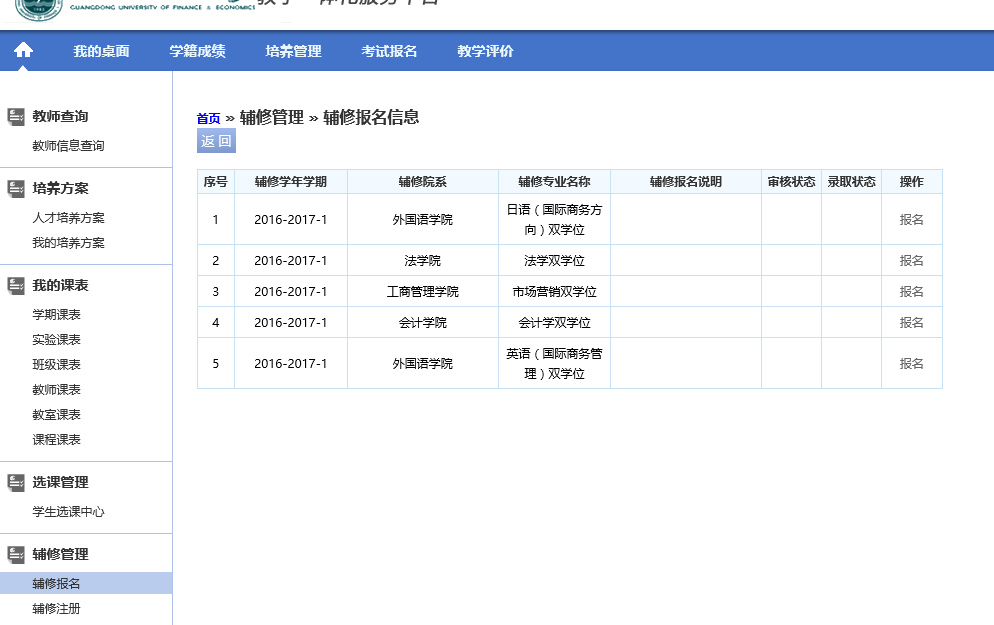 GUANGDONG UNIVERSITY OF FINANCE & ECONOMICS
我的桌面 学籍成绩 培养管理 考试报名 教学评价
教师查询
教师信息查询
培养方案
人才培养方案
我的培养方案
我的课表
学期课表
实验课表
班级课表
教师课表
教室课表
课程课表
选课管理
学生选课中心
辅修管理
辅修报名
辅修注册
首页 » 辅修管理 » 辅修报名信息
返 回
序号 辅修学年学期 辅修院系 辅修专业名称 辅修报名说明 审核状态 录取状态 操作
1 2016-2017-1 外国语学院 日语（国际商务方
向）双学位 报名
2 2016-2017-1 法学院 法学双学位 报名
3 2016-2017-1 工商管理学院 市场营销双学位 报名
4 2016-2017-1 会计学院 会计学双学位 报名
5 2016-2017-1 外国语学院 英语（国际商务管
理）双学位 报名